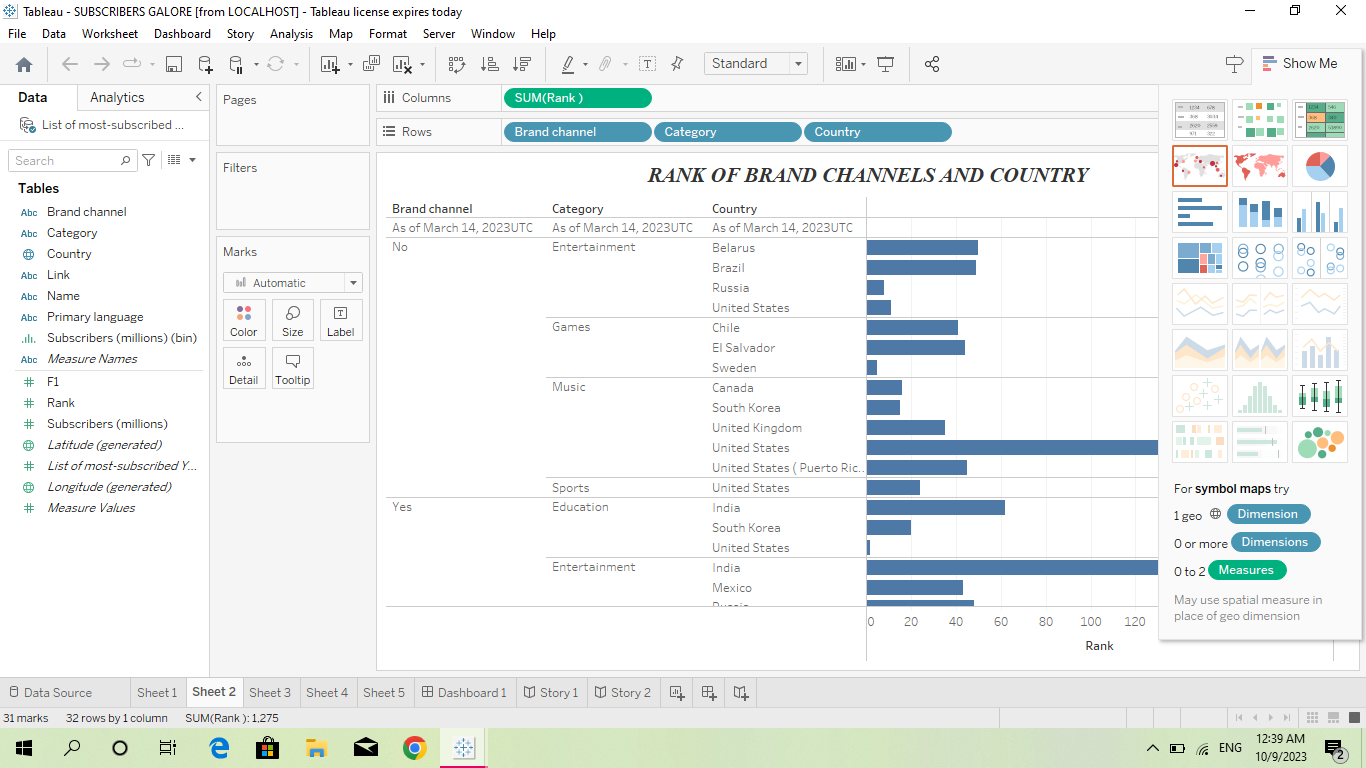 Tableau - SUBSCRIBERS GALORE [from LOCALHOST] - Tableau license expires today
File Data Worksheet Dashboard Story Analysis Map Format Server Window Help
Standard
Show Me
Data Analytics
List of most-subscribed ...
Search
Tables
Abc Brand channel
Abc Category
Country
Abc Link
Abc Name
Abc Primary language
Subscribers (millions) (bin)
Abc Measure Names
F1
Rank
Subscribers (millions)
Latitude (generated)
List of most-subscribed Y...
Longitude (generated)
Measure Values
Pages
Filters
Marks
Automatic
Color Size Label
Detail Tooltip
Columns SUM(Rank )
Rows Brand channel Category Country
RANK OF BRAND CHANNELS AND COUNTRY
Brand channel Category Country
As of March 14, 2023UTC As of March 14, 2023UTC As of March 14, 2023UTC
No Entertainment Belarus
Brazil
Russia
United States
Games Chile
El Salvador
Sweden
Music Canada
South Korea
United Kingdom
United States
United States ( Puerto Ric..
Sports United States
Yes Education India
South Korea
United States
Entertainment India
Mexico
Russia
0 20 40 60 80 100 120
Rank
For symbol maps try
1 geo Dimension
0 or more Dimensions
0 to 2 Measures
May use spatial measure in
place of geo dimension
Data Source Sheet 1 Sheet 2 Sheet 3 Sheet 4 Sheet 5 Dashboard 1 Story 1 Story 2
31 marks 32 rows by 1 column SUM(Rank ): 1.275
ENG
12:39 AM
10/9/2023
2